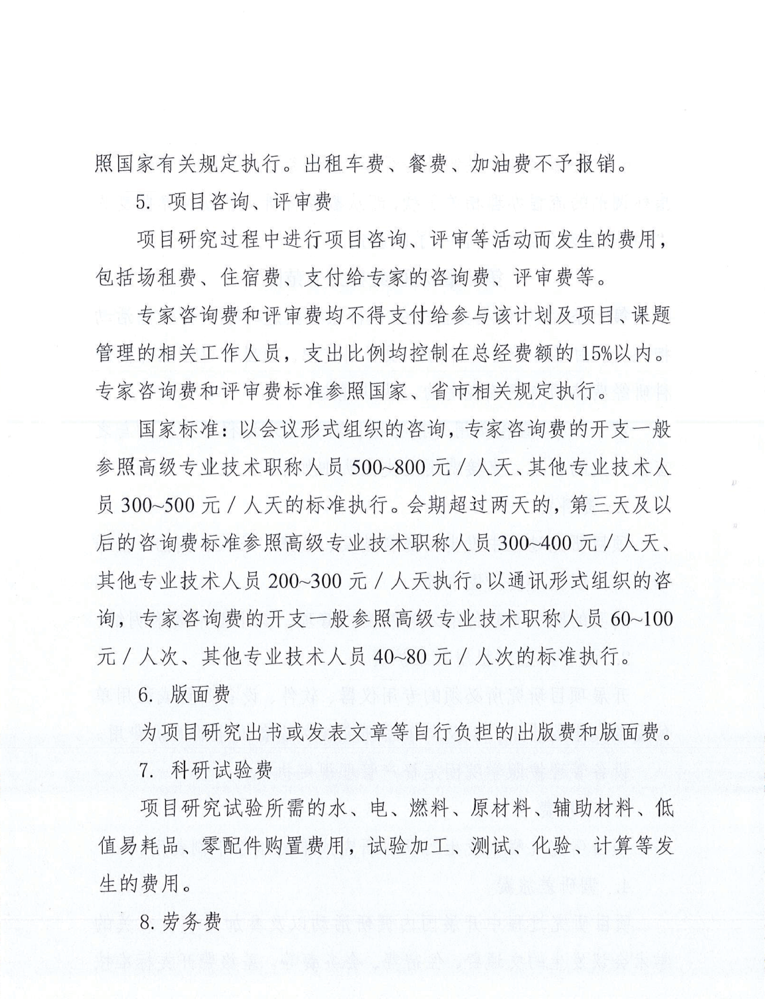 照国家有关规定执行。出租车费、餐费、加油费不予报销。
5. 项目咨询、评审费
项目研究过程中进行项目咨询、评审等活动而发生的费用，
包括场租费、住宿费、支付给专家的咨询费、评审费等。
专家咨询费和评审费均不得支付给参与该计划及项目、课题
管理的相关工作人员，支出比例均控制在总经费额的15%以内。
专家咨询费和评审费标准参照国家、省市相关规定执行。
国家标准：以会议形式组织的咨询，专家咨询费的开支一般
参照高级专业技术职称人员500~800元/人天、其他专业技术人
员300~500元/人天的标准执行。会期超过两天的，第三天及以
后的咨询费标准参照高级专业技术职称人员300~400元/人天、
其他专业技术人员200~300元/人天执行。以通讯形式组织的咨
询，专家咨询费的开支一般参照高级专业技术职称人员60~100
元/人次、其他专业技术人员40~80元/人次的标准执行。
6. 版面费
为项目研究出书或发表文章等自行负担的出版费和版面费。
7. 科研试验费
项目研究试验所需的水、电、燃料、原材料、辅助材料、低
值易耗品、零配件购置费用，试验加工、测试、化验、计算等发
生的费用。
8. 劳务费